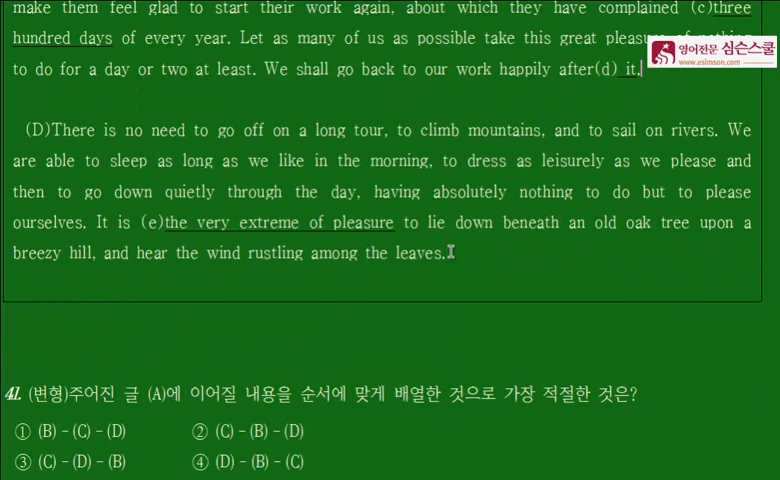 make them feel glad to start their work again, about which they have complained (c)three
hundred days of every year. Let as many of us as possible take this great
to do for a day or two at least. We shall go back to our work happily after(d) it.
영어전문 심슨스쿨
www.eslmson.com
(D)There is no need to go off on a long tour, to climb mountains, and to sail on rivers. We
are able to sleep as long as we like in the morning, to dress as leisurely as we please and
then to go down quietly through the day, having absolutely nothing to do but to please
ourselves. It is (e)the very extreme of pleasure to lie down beneath an old oak tree upon a
breezy hill, and hear the wind rustling among the leaves.
41. (변형)주어진 글 (A)에 이어질 내용을 순서에 맞게 배열한 것으로 가장 적절한 것은?
① (B) - (C) - (D) ② (C) - (B) - (D)
③ (C) - (D) - (B) ④ (D) - (B) - (C)